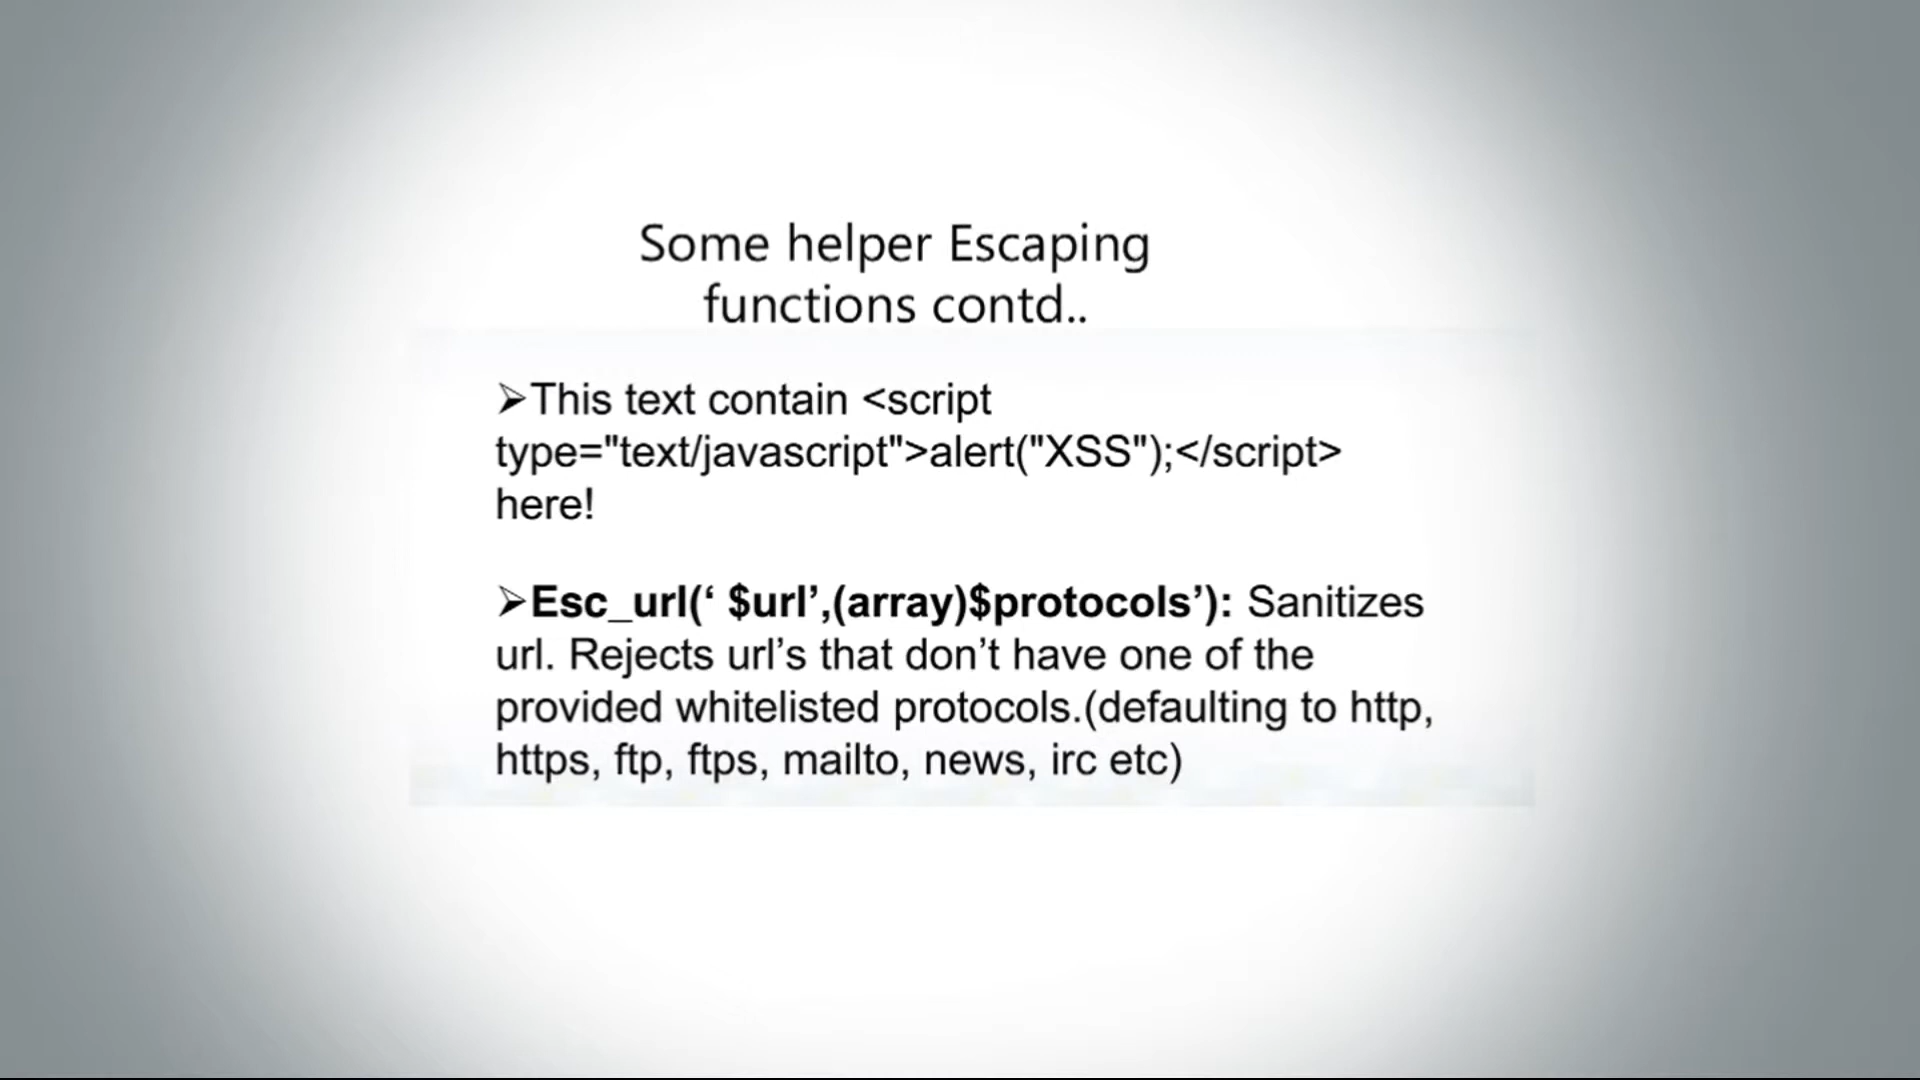 Some helper Escaping
functions contd..
➢This text contain <script
type="text/javascript">alert("XSS");</script>
here!
➢Esc_url(‘ $url’,(array)$protocols’): Sanitizes
url. Rejects url’s that don’t have one of the
provided whitelisted protocols.(defaulting to http,
https, ftp, ftps, mailto, news, irc etc)